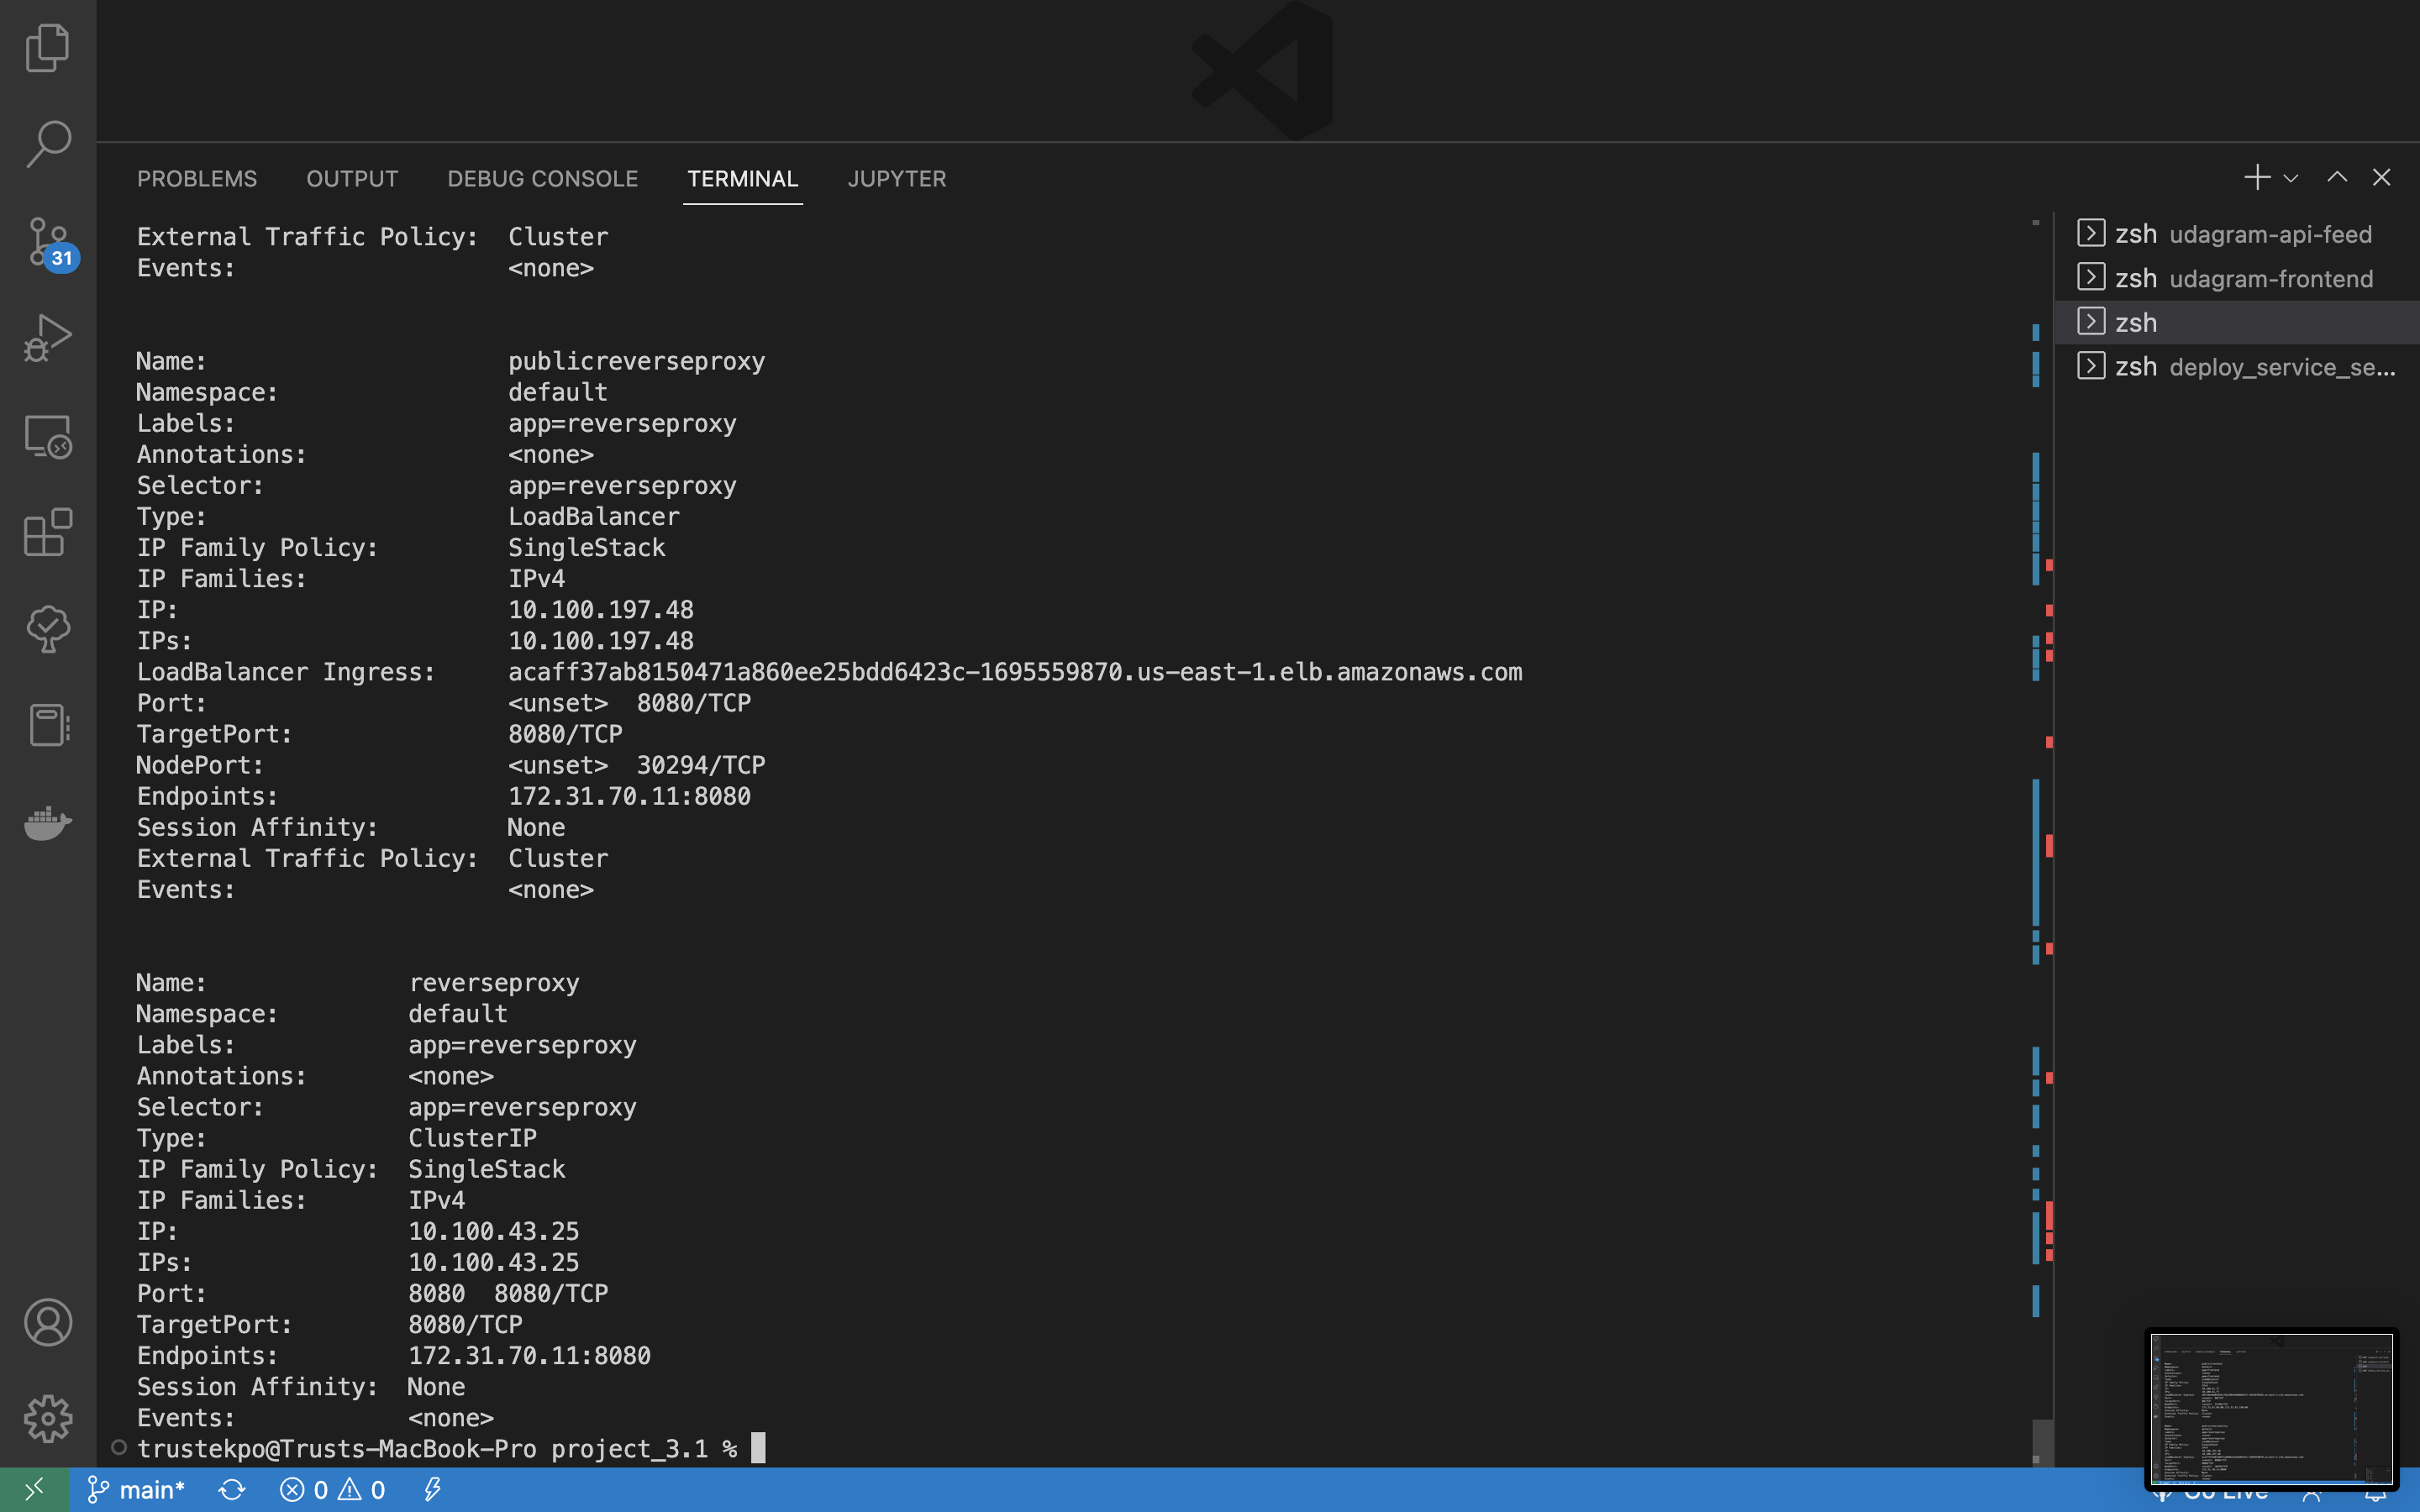 PROBLEMS OUTPUT DEBUG CONSOLE TERMINAL JUPYTER
External Traffic Policy:  Cluster
Events:                   <none>
Name:                     publicreverseproxy
Namespace:                default
Labels:                   app=reverseproxy
Annotations:              <none>
Selector:                 app=reverseproxy
Type:                     LoadBalancer
IP Family Policy:         SingleStack
IP Families:              IPv4
IP:                       10.100.197.48
IPs:                      10.100.197.48
LoadBalancer Ingress:     acaff37ab8150471a860ee25bdd6423c-1695559870.us-east-1.elb.amazonaws.com
Port:                     <unset>  8080/TCP
TargetPort:               8080/TCP
NodePort:                 <unset>  30294/TCP
Endpoints:                172.31.70.11:8080
Session Affinity:         None
External Traffic Policy:  Cluster
Events:                   <none>
Name:              reverseproxy
Namespace:         default
Labels:            app=reverseproxy
Annotations:       <none>
Selector:          app=reverseproxy
Type:              ClusterIP
IP Family Policy:  SingleStack
IP Families:       IPv4
IP:                10.100.43.25
IPs:               10.100.43.25
Port:              8080  8080/TCP
TargetPort:        8080/TCP
Endpoints:         172.31.70.11:8080
Session Affinity:  None
Events:            <none>
trustekpo@Trusts-MacBook-Pro project_3.1 %
zsh udagram-api-feed
zsh udagram-frontend
zsh
zsh deploy_service_se...
31
main* 0 0
Go Live